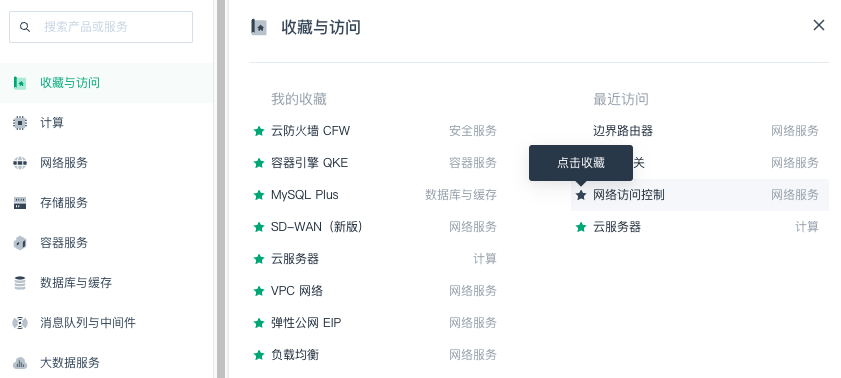 搜索产品或服务
收藏与访问
计算
网络服务
存储服务
容器服务
数据库与缓存
消息队列与中间件
大数据服务
收藏与访问
我的收藏
云防火墙 CFW 安全服务
容器引擎 QKE 容器服务
MySQL Plus 数据库与缓存
SD-WAN（新版） 网络服务
云服务器 计算
VPC 网络 网络服务
弹性公网 EIP 网络服务
负载均衡 网络服务
最近访问
边界路由器 网络服务
点击收藏
关 网络服务
网络访问控制 网络服务
云服务器 计算